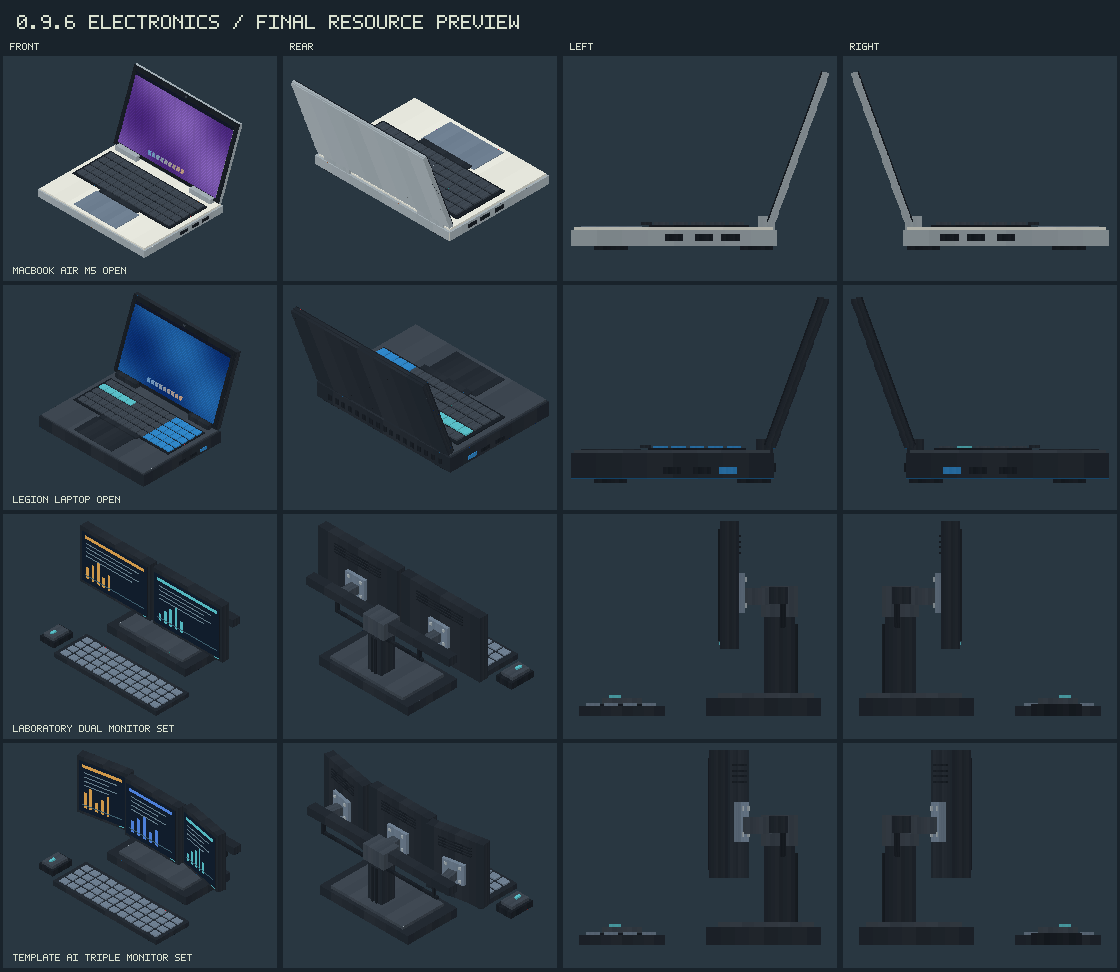 0.9.6 ELECTRONICS / FINAL RESOURCE PREVIEW
FRONT
REAR
LEFT
RIGHT
MACBOOK AIR M5 OPEN
LEGION LAPTOP OPEN
LABORATORY DUAL MONITOR SET
TEMPLATE AI TRIPLE MONITOR SET